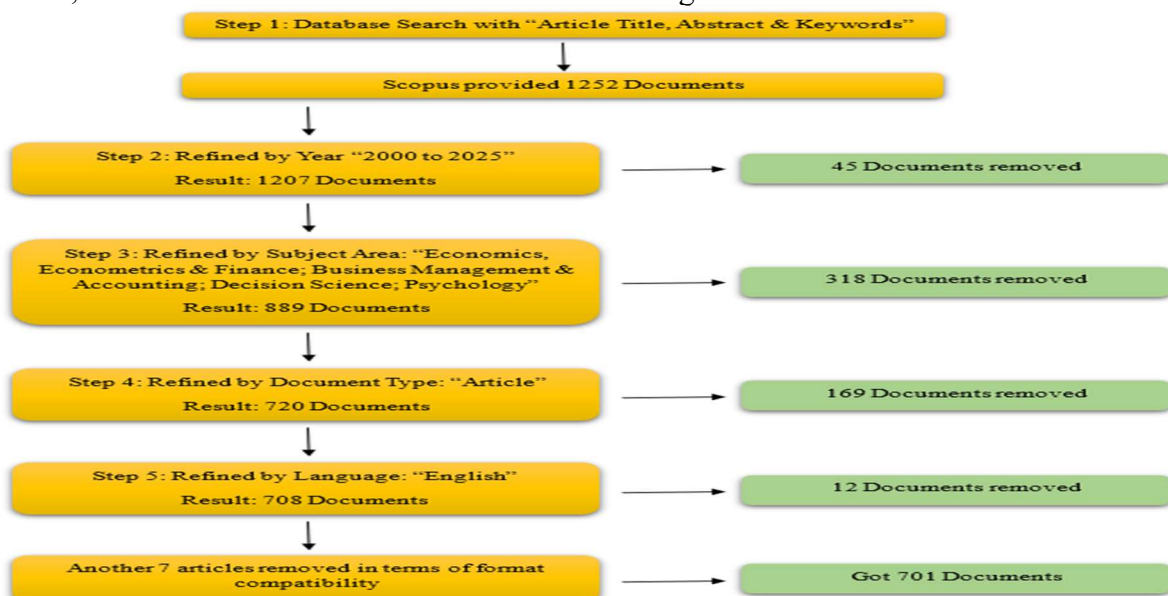 Step 1: Database Search with “Article Title, Abstract & Keywords”
Scopus provided 1252 Documents
Step 2: Refined by Year “2000 to 2025”
Result: 1207 Documents
45 Documents removed
Step 3: Refined by Subject Area: “Economics,
Econometrics & Finance; Business Management &
Accounting; Decision Science; Psychology”
Result: 889 Documents
318 Documents removed
Step 4: Refined by Document Type: “Article”
Result: 720 Documents
169 Documents removed
Step 5: Refined by Language: “English”
Result: 708 Documents
12 Documents removed
Another 7 articles removed in terms of format
compatibility
Got 701 Documents